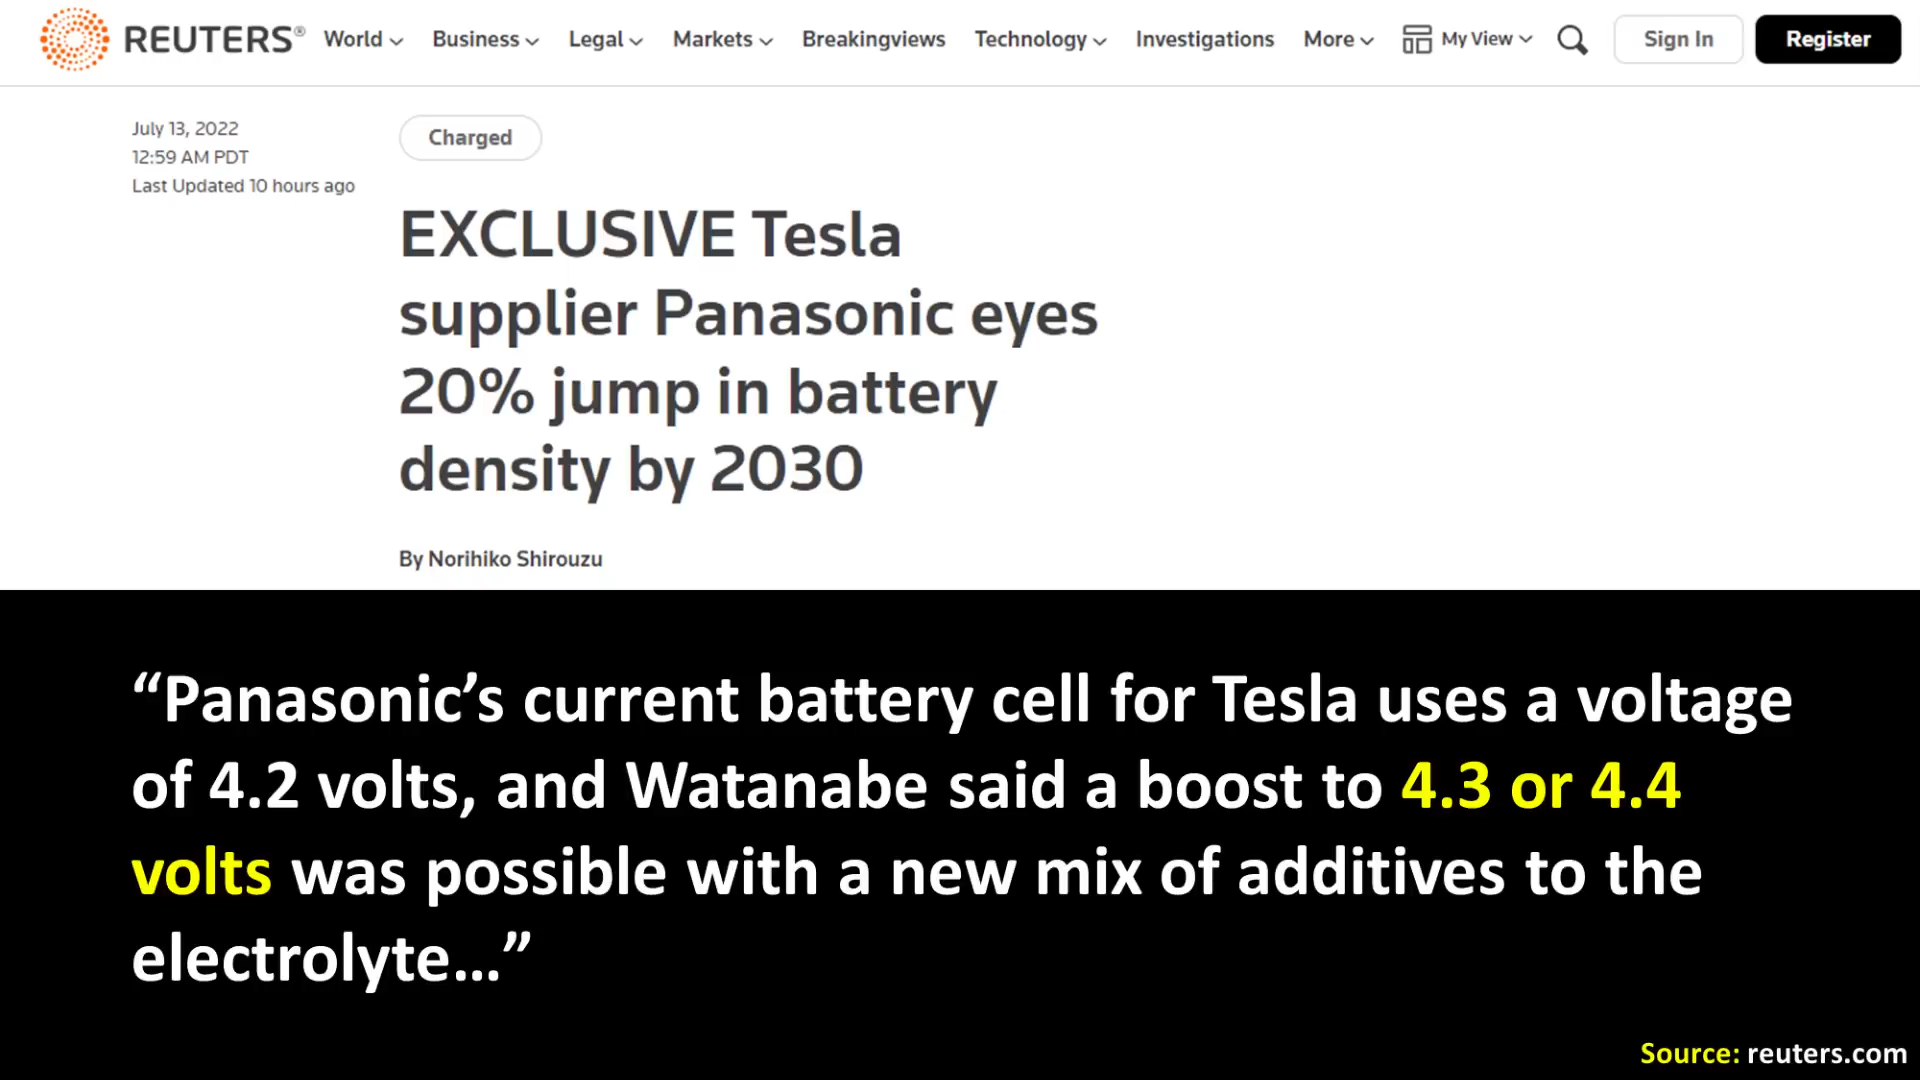 REUTERS® World Business Legal Markets Breakingviews Technology Investigations More My View Sign In Register
July 13, 2022
12:59 AM PDT
Last Updated 10 hours ago
Charged
EXCLUSIVE Tesla
supplier Panasonic eyes
20% jump in battery
density by 2030
By Norihiko Shirouzu
“Panasonic’s current battery cell for Tesla uses a voltage
of 4.2 volts, and Watanabe said a boost to 4.3 or 4.4
volts was possible with a new mix of additives to the
electrolyte…”
Source: reuters.com